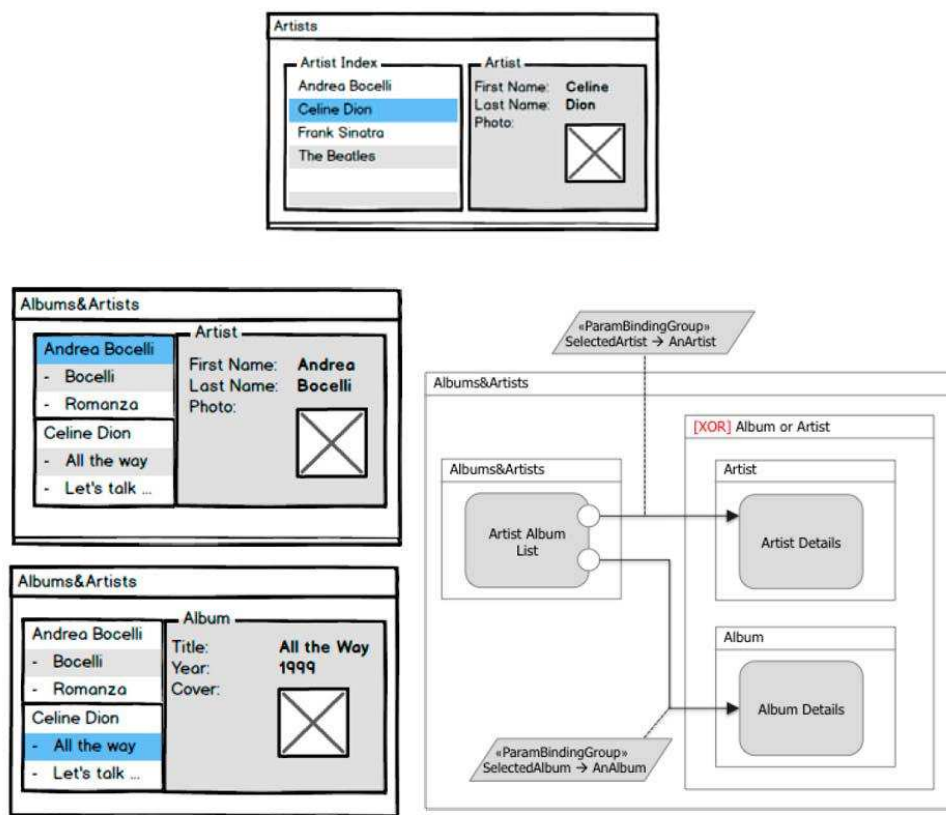 Artists
Artist Index
Andrea Bocelli
Celine Dion
Frank Sinatra
The Beatles
Artist
First Name: Celine
Last Name: Dion
Photo:
Albums&Artists
Andrea Bocelli
- Bocelli
- Romanza
Celine Dion
- All the way
- Let's talk ...
Artist
First Name: Andrea
Last Name: Bocelli
Photo:
Albums&Artists
Andrea Bocelli
- Bocelli
- Romanza
Celine Dion
- All the way
- Let's talk ...
Album
Title: All the Way
Year: 1999
Cover:
«ParamBindingGroup»
SelectedArtist → AnArtist
Albums&Artists
[XOR] Album or Artist
Albums&Artists
Artist Album
List
Artist
Artist Details
Album
Album Details
«ParamBindingGroup»
SelectedAlbum → AnAlbum